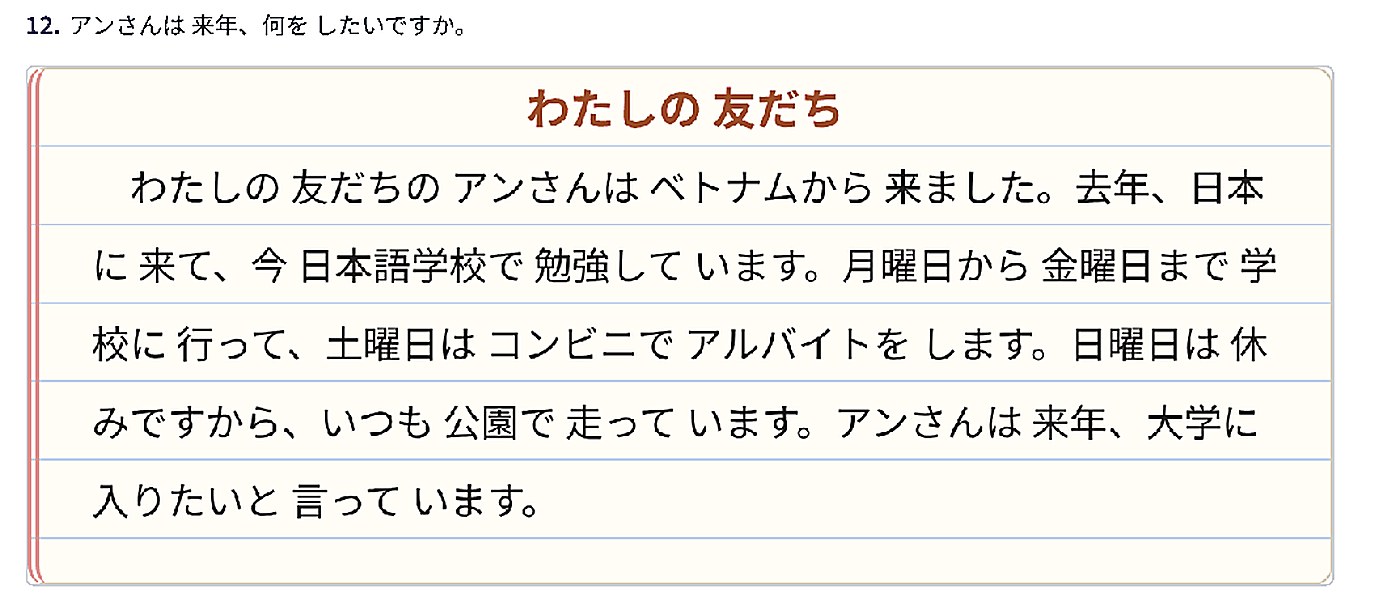 12. アンさんは 来年、何を したいですか。
わたしの 友だち
わたしの 友だちの アンさんは ベトナムから 来ました。去年、日本
に 来て、今 日本語学校で 勉強して います。月曜日から 金曜日まで 学
校に 行って、土曜日は コンビニで アルバイトを します。日曜日は 休
みですから、いつも 公園で 走って います。アンさんは 来年、大学に
入りたいと 言って います。